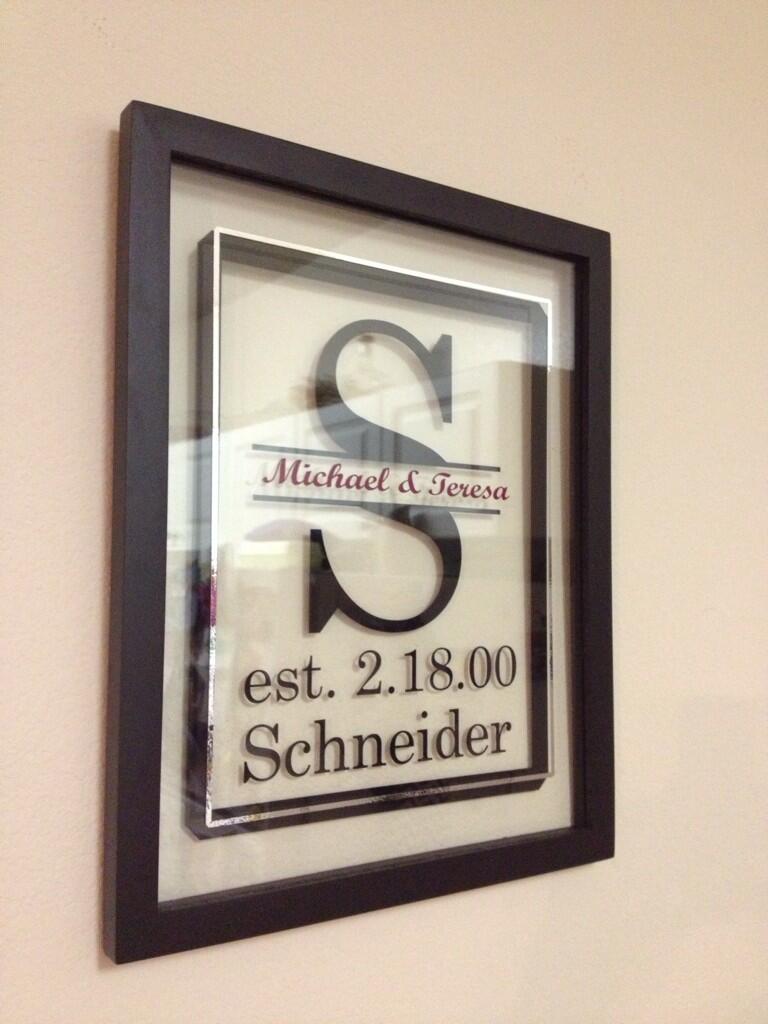 S
Michael & Teresa
est. 2.18.00
Schneider